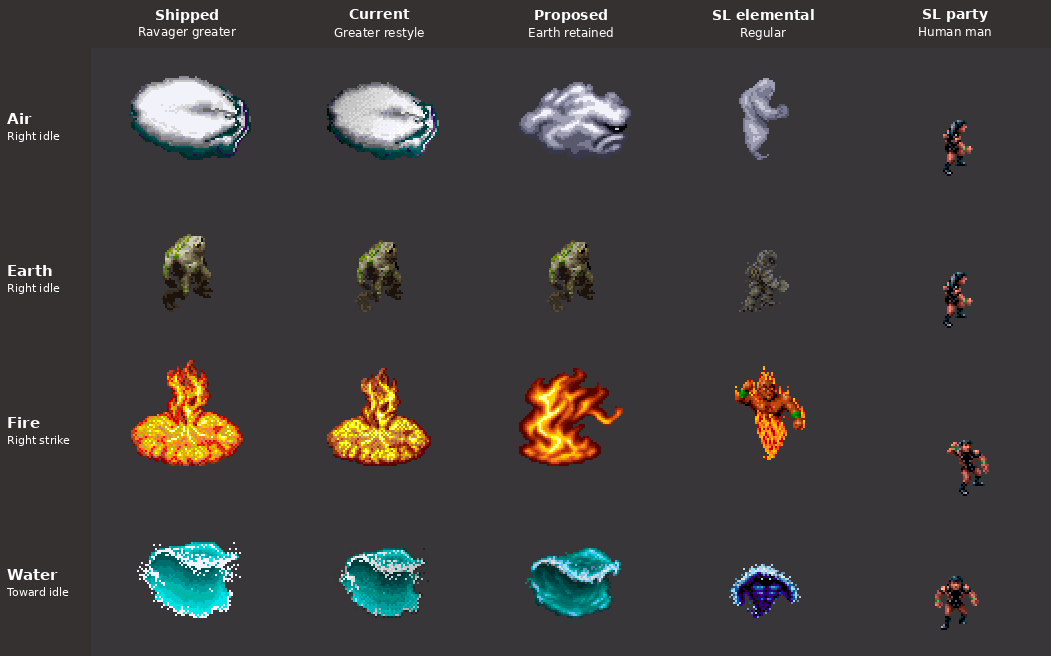 Shipped
Ravager greater
Current
Greater restyle
Proposed
Earth retained
SL elemental
Regular
SL party
Human man
Air
Right idle
Earth
Right idle
Fire
Right strike
Water
Toward idle